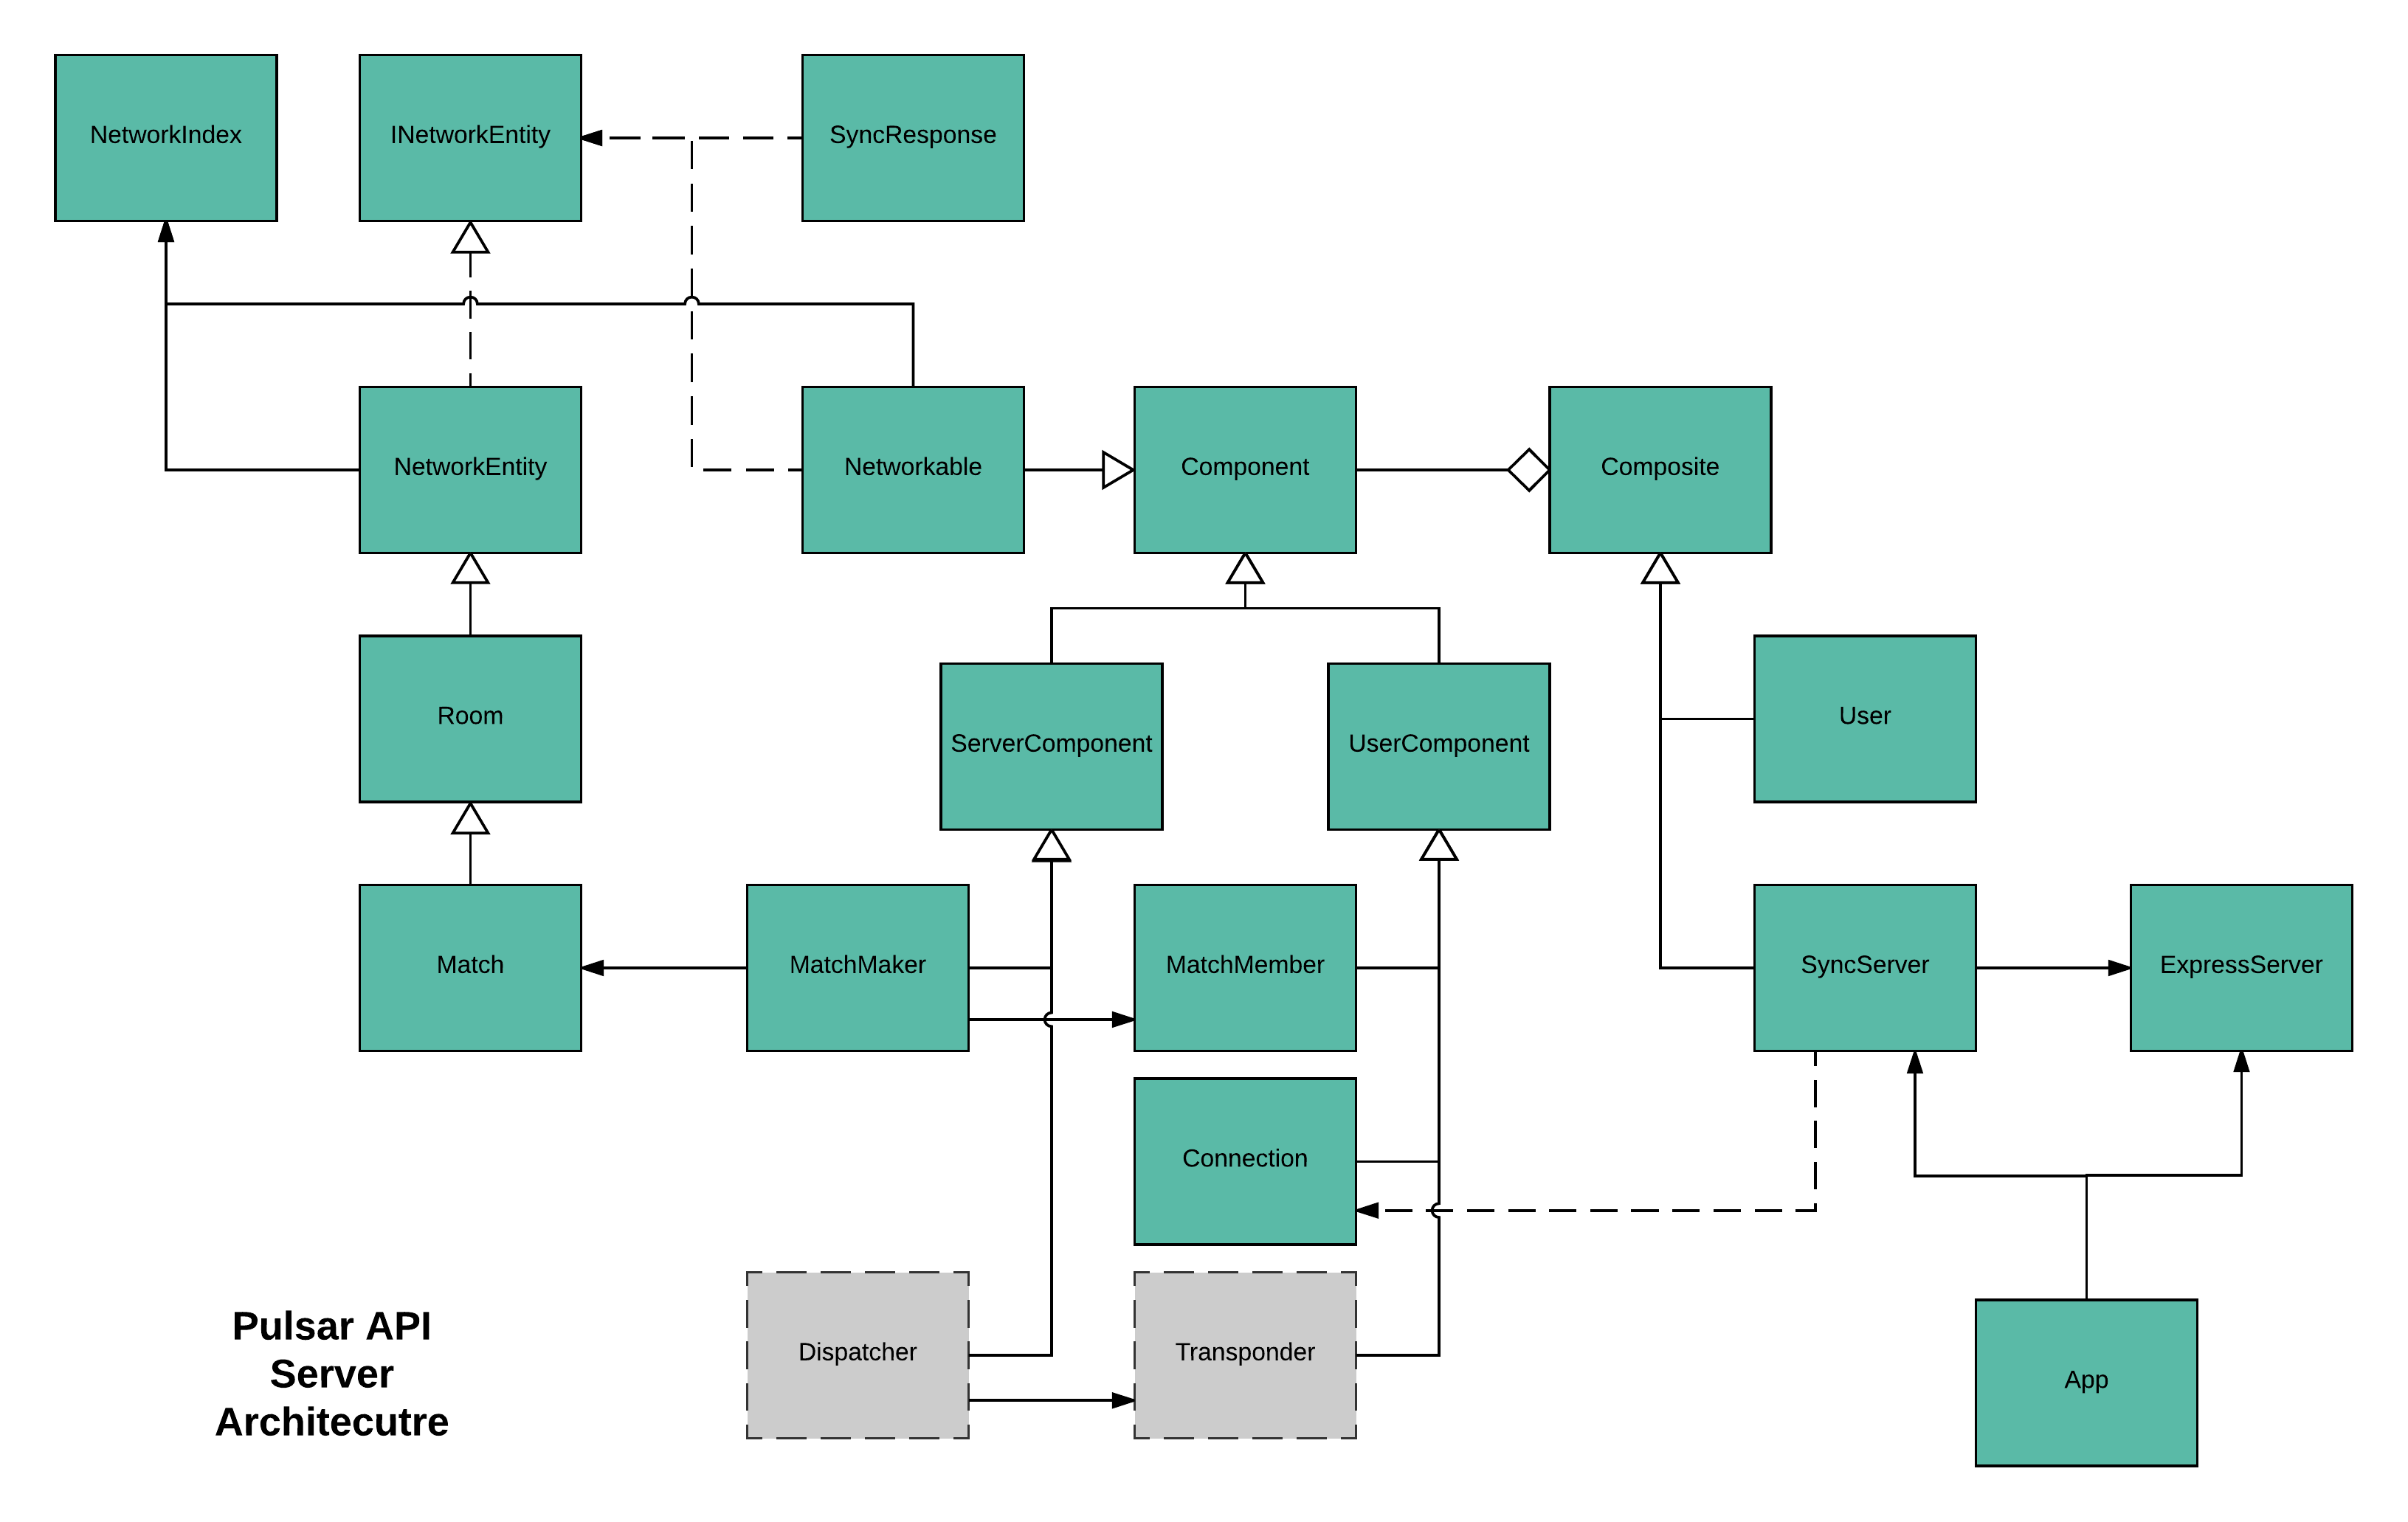 NetworkIndex
INetworkEntity
SyncResponse
NetworkEntity
Networkable
Component
Composite
Room
ServerComponent
UserComponent
User
Match
MatchMaker
MatchMember
SyncServer
ExpressServer
Connection
Dispatcher
Transponder
App
Pulsar API
Server
Architecutre